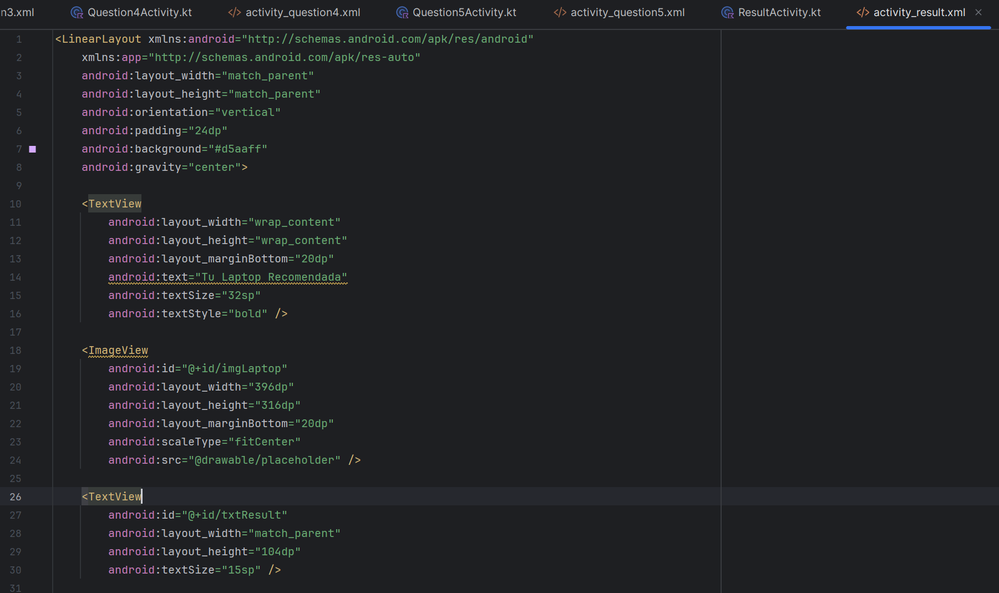 n3.xml Question4Activity.kt </> activity_question4.xml Question5Activity.kt </> activity_question5.xml ResultActivity.kt </> activity_result.xml ×
1 <LinearLayout xmlns:android="http://schemas.android.com/apk/res/android"
2 xmlns:app="http://schemas.android.com/apk/res-auto"
3 android:layout_width="match_parent"
4 android:layout_height="match_parent"
5 android:orientation="vertical"
6 android:padding="24dp"
7 android:background="#d5aaff"
8 android:gravity="center">
9
10 <TextView
11 android:layout_width="wrap_content"
12 android:layout_height="wrap_content"
13 android:layout_marginBottom="20dp"
14 android:text="Tu Laptop Recomendada"
15 android:textSize="32sp"
16 android:textStyle="bold" />
17
18 <ImageView
19 android:id="@+id/imgLaptop"
20 android:layout_width="396dp"
21 android:layout_height="316dp"
22 android:layout_marginBottom="20dp"
23 android:scaleType="fitCenter"
24 android:src="@drawable/placeholder" />
25
26 <TextView
27 android:id="@+id/txtResult"
28 android:layout_width="match_parent"
29 android:layout_height="104dp"
30 android:textSize="15sp" />
31